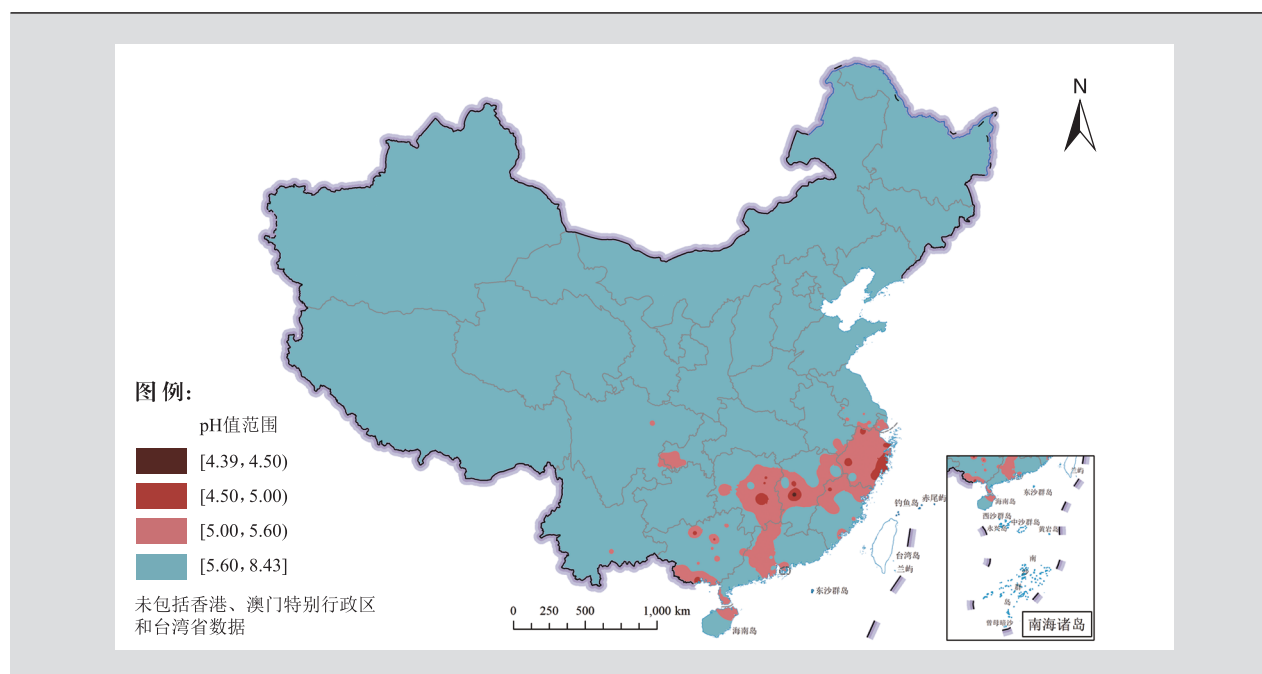 N
图 例:
pH值范围
[4.39, 4.50)
[4.50, 5.00)
[5.00, 5.60)
[5.60, 8.43]
未包括香港、澳门特别行政区
和台湾省数据
0 250 500 1,000 km
钓鱼岛
赤尾屿
台湾岛
兰屿
东沙群岛
海南岛
兰屿
东沙群岛
海南岛
西沙群岛
中沙群岛
永兴岛
黄岩岛
南
沙
群
岛
曾母暗沙
南海诸岛